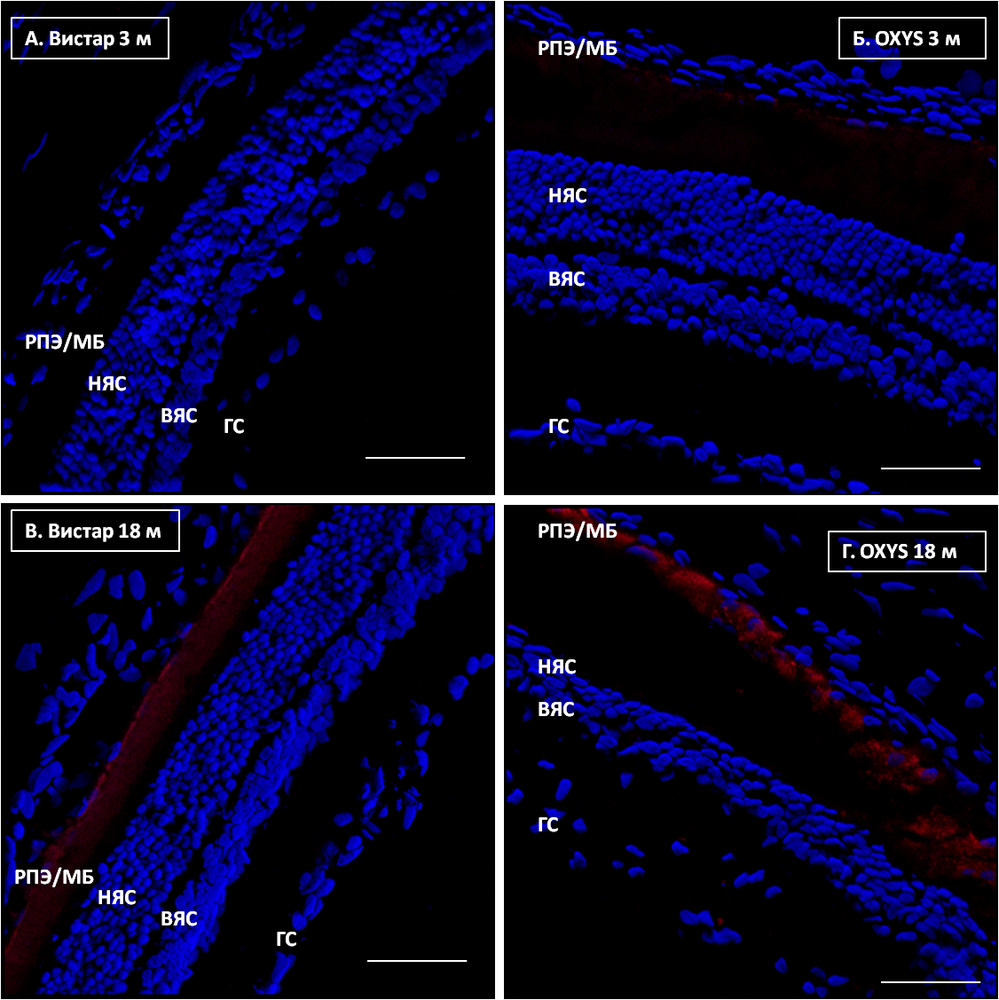 А. Вистар 3 м
РПЭ/МБ
НЯС
ВЯС
ГС
Б. OXYS 3 м
РПЭ/МБ
НЯС
ВЯС
ГС
В. Вистар 18 м
РПЭ/МБ
НЯС
ВЯС
ГС
Г. OXYS 18 м
РПЭ/МБ
НЯС
ВЯС
ГС